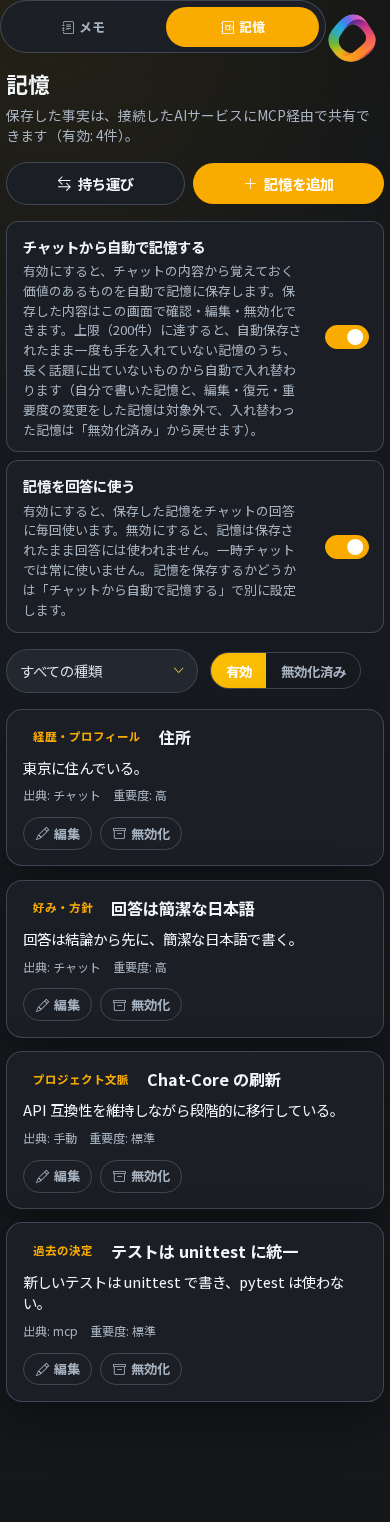 メモ
記憶
記憶
保存した事実は、接続したAIサービスにMCP経由で共有で
きます（有効: 4件）。
持ち運び
記憶を追加
チャットから自動で記憶する
有効にすると、チャットの内容から覚えておく
価値のあるものを自動で記憶に保存します。保
存した内容はこの画面で確認・編集・無効化で
きます。上限（200件）に達すると、自動保存さ
れたまま一度も手を入れていない記憶のうち、
長く話題に出ていないものから自動で入れ替わ
ります（自分で書いた記憶と、編集・復元・重
要度の変更をした記憶は対象外で、入れ替わっ
た記憶は「無効化済み」から戻せます）。
記憶を回答に使う
有効にすると、保存した記憶をチャットの回答
に毎回使います。無効にすると、記憶は保存さ
れたまま回答には使われません。一時チャット
では常に使いません。記憶を保存するかどうか
は「チャットから自動で記憶する」で別に設定
します。
すべての種類
有効
無効化済み
経歴・プロフィール 住所
東京に住んでいる。
出典: チャット 重要度: 高
編集
無効化
好み・方針 回答は簡潔な日本語
回答は結論から先に、簡潔な日本語で書く。
出典: チャット 重要度: 高
編集
無効化
プロジェクト文脈 Chat-Core の刷新
API 互換性を維持しながら段階的に移行している。
出典: 手動 重要度: 標準
編集
無効化
過去の決定 テストは unittest に統一
新しいテストは unittest で書き、pytest は使わな
い。
出典: mcp 重要度: 標準
編集
無効化